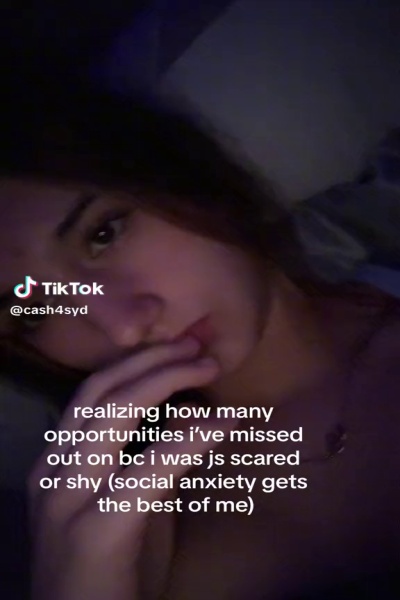 TikTok
@cash4syd
realizing how many
opportunities i've missed
out on bc i was js scared
or shy (social anxiety gets
the best of me)